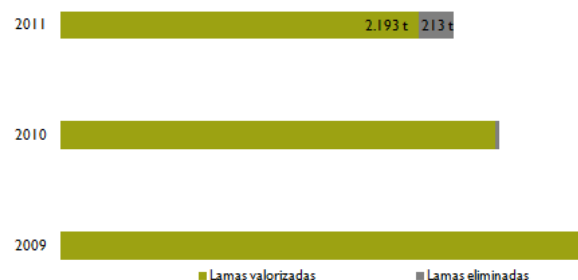 2011 2.193 t 213 t
2010
2009
Lamas valorizadas Lamas eliminadas